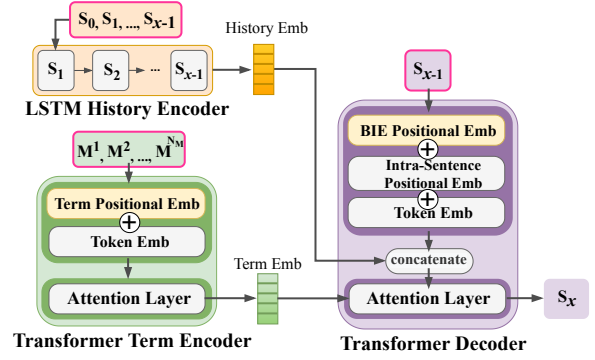 S₀, S₁, ..., Sₓ₋₁
History Emb
S₁
S₂
...
Sₓ₋₁
LSTM History Encoder
Sₓ₋₁
M¹, M², ..., M^{N_M}
BIE Positional Emb
+
Intra-Sentence
Positional Emb
+
Token Emb
Term Positional Emb
+
Token Emb
concatenate
Term Emb
Attention Layer
Attention Layer
Sₓ
Transformer Term Encoder
Transformer Decoder